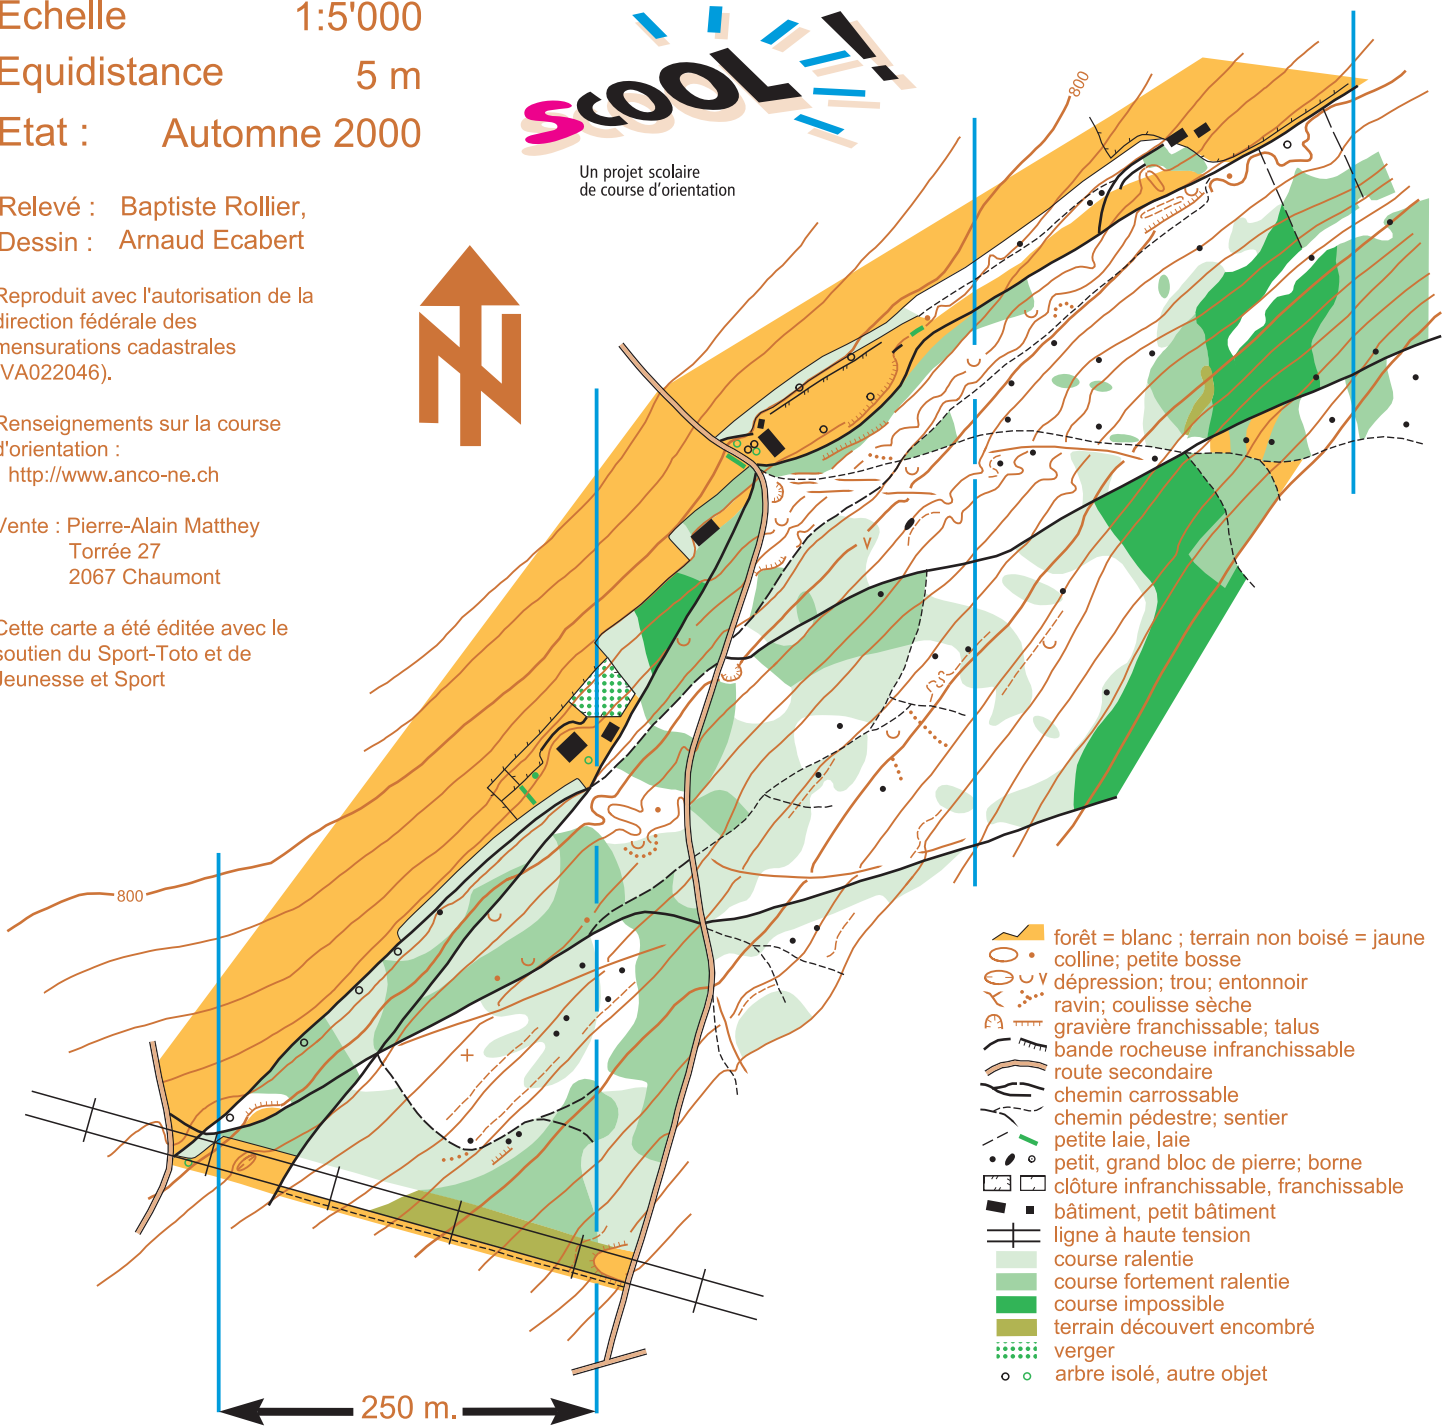 Echelle 1:5'000
Equidistance 5 m
Etat : Automne 2000
Relevé : Baptiste Rollier,
Dessin : Arnaud Ecabert
Reproduit avec l'autorisation de la
direction fédérale des
mensurations cadastrales
VA022046).
Renseignements sur la course
d'orientation :
http://www.anco-ne.ch
Vente : Pierre-Alain Matthey
Torrée 27
2067 Chaumont
Cette carte a été éditée avec le
soutien du Sport-Toto et de
Jeunesse et Sport
sCOOL!
Un projet scolaire
de course d'orientation
N
800
800
forêt = blanc ; terrain non boisé = jaune
colline; petite bosse
dépression; trou; entonnoir
ravin; coulisse sèche
gravière franchissable; talus
bande rocheuse infranchissable
route secondaire
chemin carrossable
chemin pédestre; sentier
petite laie, laie
petit, grand bloc de pierre; borne
clôture infranchissable, franchissable
bâtiment, petit bâtiment
ligne à haute tension
course ralentie
course fortement ralentie
course impossible
terrain découvert encombré
verger
arbre isolé, autre objet
250 m.